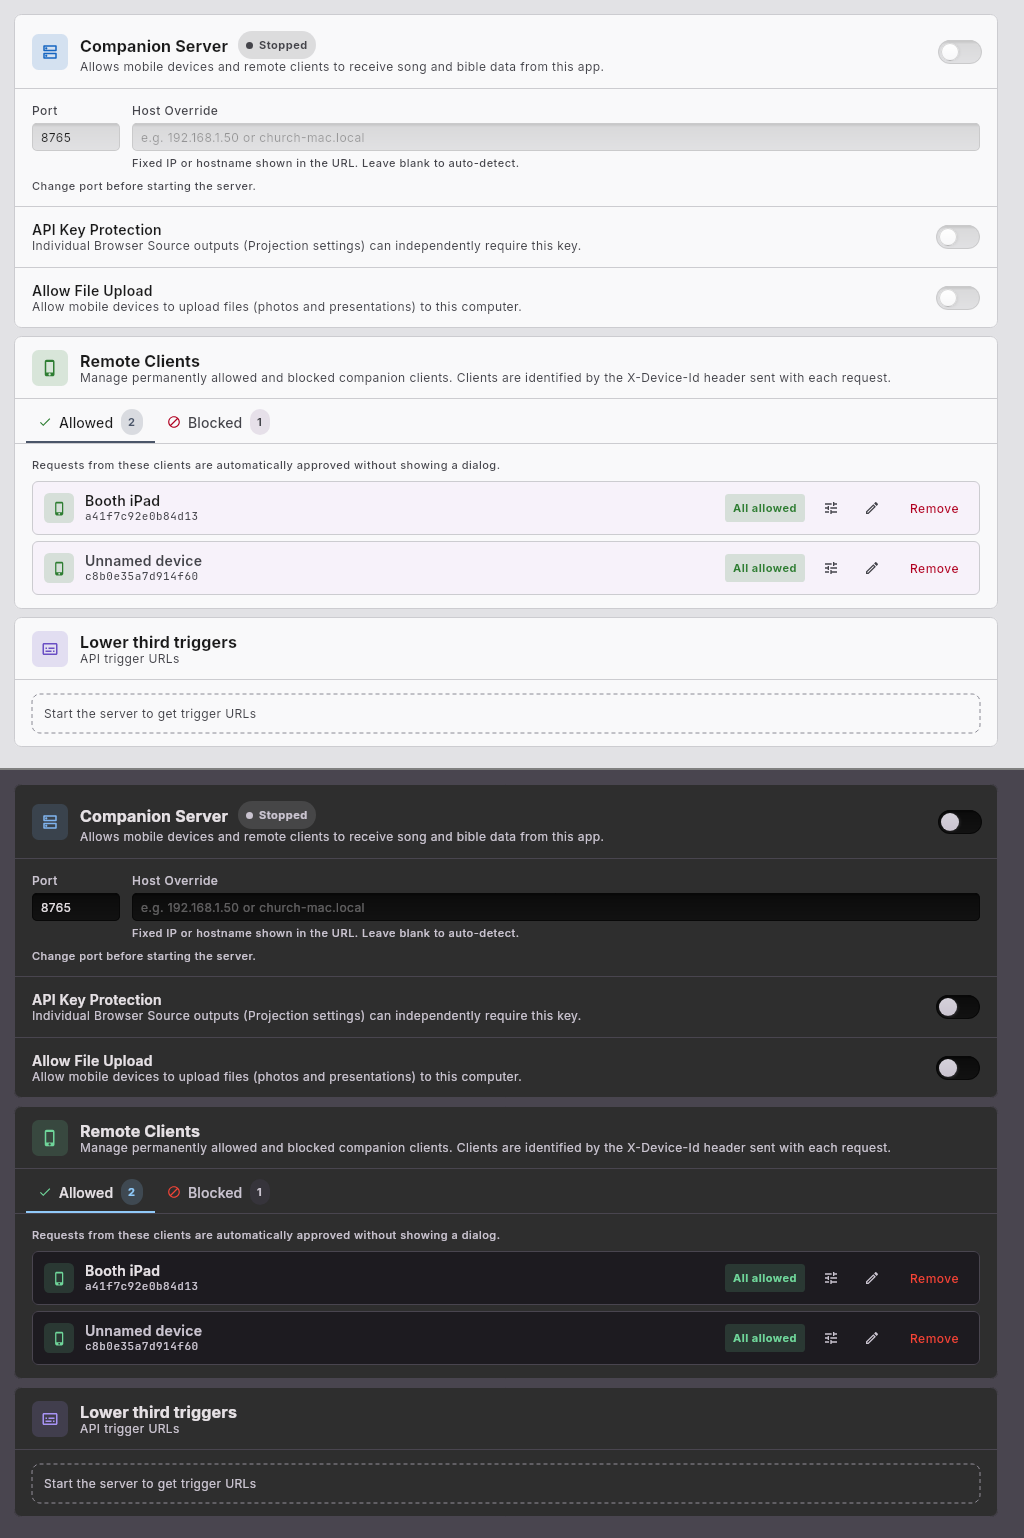 Companion Server
Stopped
Allows mobile devices and remote clients to receive song and bible data from this app.
Port
Host Override
8765
e.g. 192.168.1.50 or church-mac.local
Fixed IP or hostname shown in the URL. Leave blank to auto-detect.
Change port before starting the server.
API Key Protection
Individual Browser Source outputs (Projection settings) can independently require this key.
Allow File Upload
Allow mobile devices to upload files (photos and presentations) to this computer.
Remote Clients
Manage permanently allowed and blocked companion clients. Clients are identified by the X-Device-Id header sent with each request.
Allowed 2 Blocked 1
Requests from these clients are automatically approved without showing a dialog.
Booth iPad
a41f7c92e0b84d13
All allowed
Remove
Unnamed device
c8b0e35a7d914f60
All allowed
Remove
Lower third triggers
API trigger URLs
Start the server to get trigger URLs
Companion Server
Stopped
Allows mobile devices and remote clients to receive song and bible data from this app.
Port
Host Override
8765
e.g. 192.168.1.50 or church-mac.local
Fixed IP or hostname shown in the URL. Leave blank to auto-detect.
Change port before starting the server.
API Key Protection
Individual Browser Source outputs (Projection settings) can independently require this key.
Allow File Upload
Allow mobile devices to upload files (photos and presentations) to this computer.
Remote Clients
Manage permanently allowed and blocked companion clients. Clients are identified by the X-Device-Id header sent with each request.
Allowed 2 Blocked 1
Requests from these clients are automatically approved without showing a dialog.
Booth iPad
a41f7c92e0b84d13
All allowed
Remove
Unnamed device
c8b0e35a7d914f60
All allowed
Remove
Lower third triggers
API trigger URLs
Start the server to get trigger URLs